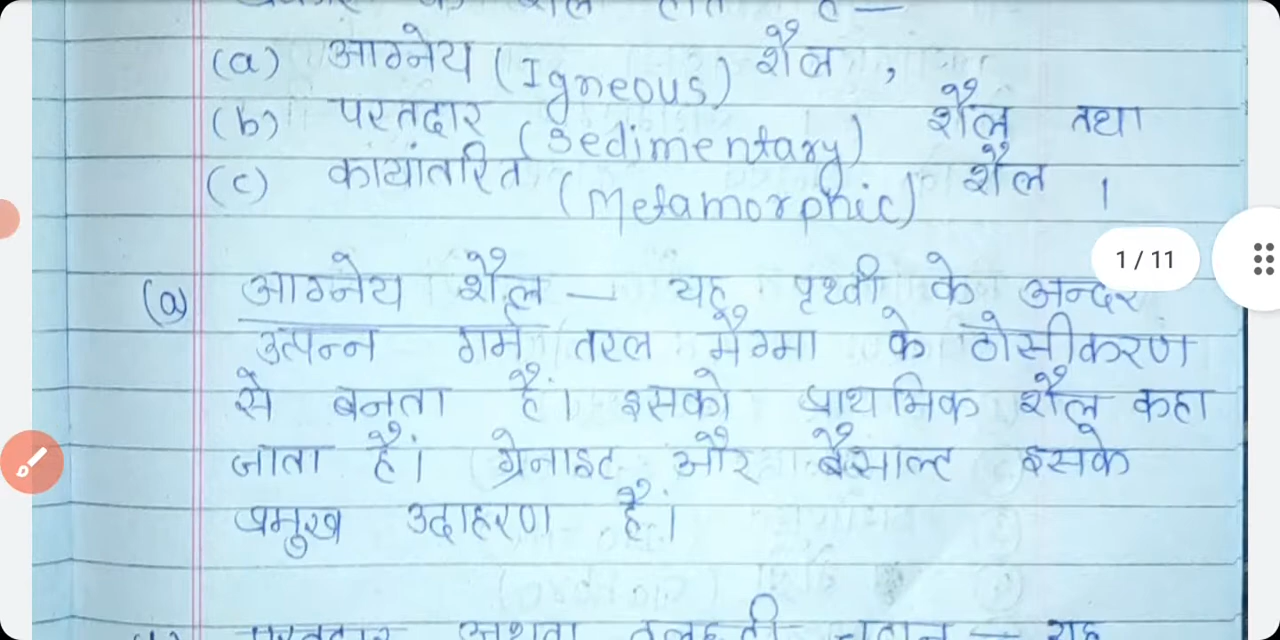 (a) आग्नेय (Igneous) शैल ,
(b) परतदार (Sedimentary) शैल तथा
(c) कायांतरित (Metamorphic) शैल ।
1 / 11
(a) आग्नेय शैल — यह पृथ्वी के अन्दर
उत्पन्न गर्म तरल मैग्मा के ठोसीकरण
से बनता है। इसको प्राथमिक शैल कहा
जाता है। ग्रेनाइट और बैसाल्ट इसके
प्रमुख उदाहरण हैं।